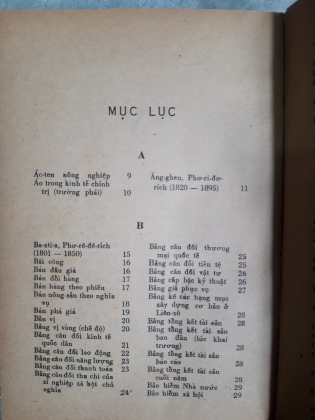 MỤC LỤC
A
Ác-ten nông nghiệp 9
Áo trong kinh tế chính
trị (trường phái) 10
Ăng-ghen, Phơ-ri-đơ-
rich (1820 — 1895) 11
B
Ba-xti-a, Phơ-rê-đê-rich
(1801 — 1850) 15
Bãi công 16
Bán đấu giá 16
Bán đổi hàng 17
Bán hàng theo phiếu 17
Bán nông sản theo nghĩa
vụ 18
Bán phá giá 19
Bản vị 20
Bản vị vàng (chế độ) 20
Bảng cân đối kinh tế
quốc dân 21
Bảng cân đối lao động 22
Bảng cân đối năng lượng 23
Bảng cân đối thanh toán 23
Bảng cân đối thu chi của
xí nghiệp xã hội chủ
nghĩa 24
Bảng cân đối thương
mại quốc tế 25
Bảng cân đối tiền tệ 25
Bảng cân đối vật tư 26
Bảng cấp bậc kỹ thuật 26
Bảng giá phục vụ 27
Bảng kê các hạng mục
xây dựng cơ bản ở
Liên-xô 28
Bảng tổng kết tài sản 28
Bảng tổng kết tài sản
ban đầu (lúc khai
trương) 28
Bảng tổng kết tài sản
báo cáo 28
Bảng tổng kết tài sản
cuối năm 28
Bảo hiểm Nhà nước 29
Bảo hiểm xã hội 29